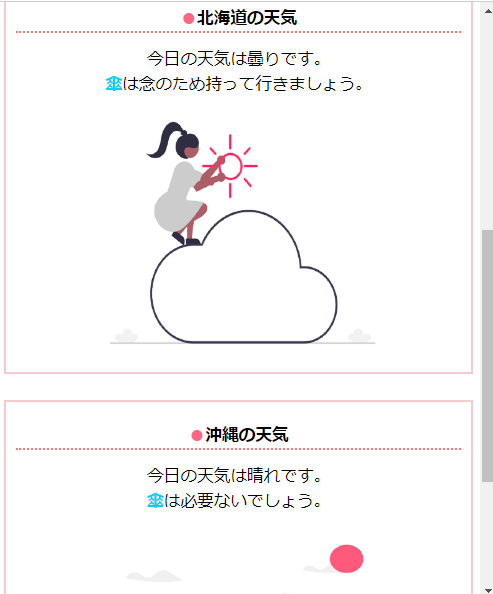 ●北海道の天気
今日の天気は曇りです。
傘は念のため持って行きましょう。
●沖縄の天気
今日の天気は晴れです。
傘は必要ないでしょう。